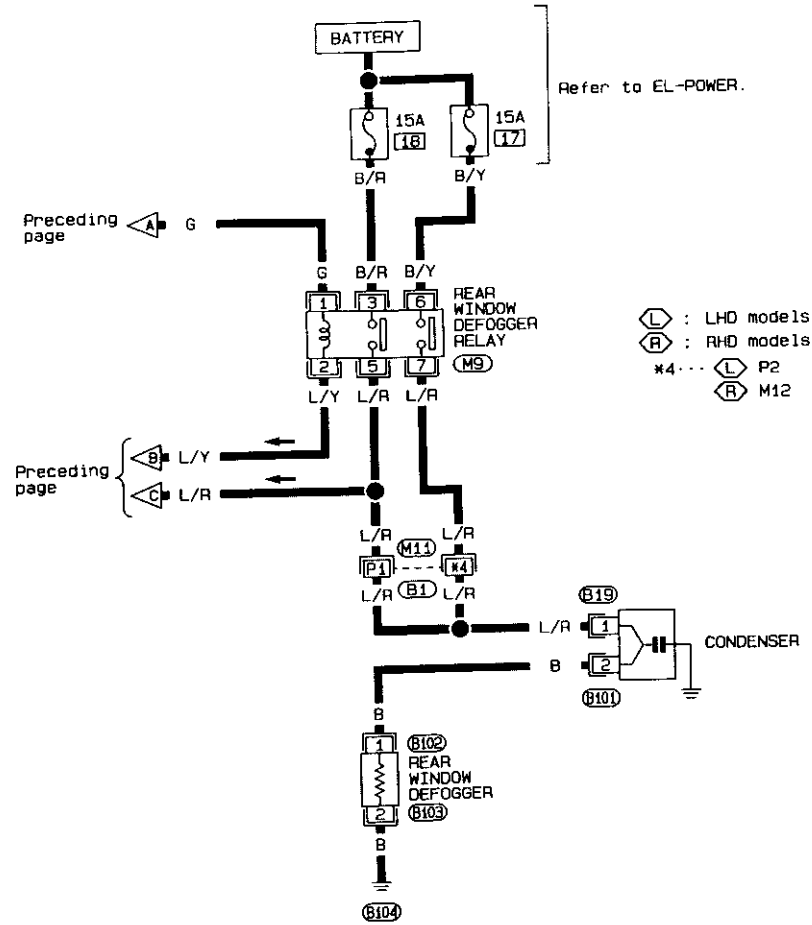 BATTERY
Refer to EL-POWER.
15A
18
15A
17
B/R
B/Y
Preceding
page
A
G
G
B/R
B/Y
1
3
6
REAR
WINDOW
DEFOGGER
RELAY
2
5
7
M9
L/Y
L/R
L/R
L : LHD models
R : RHD models
*4... L P2
R M12
Preceding
page
B
L/Y
C
L/R
L/R
L/R
M11
P1
*4
B1
L/R
L/R
B19
L/R
1
CONDENSER
B
2
B101
B
1
B102
REAR
WINDOW
DEFOGGER
2
B103
B
B104